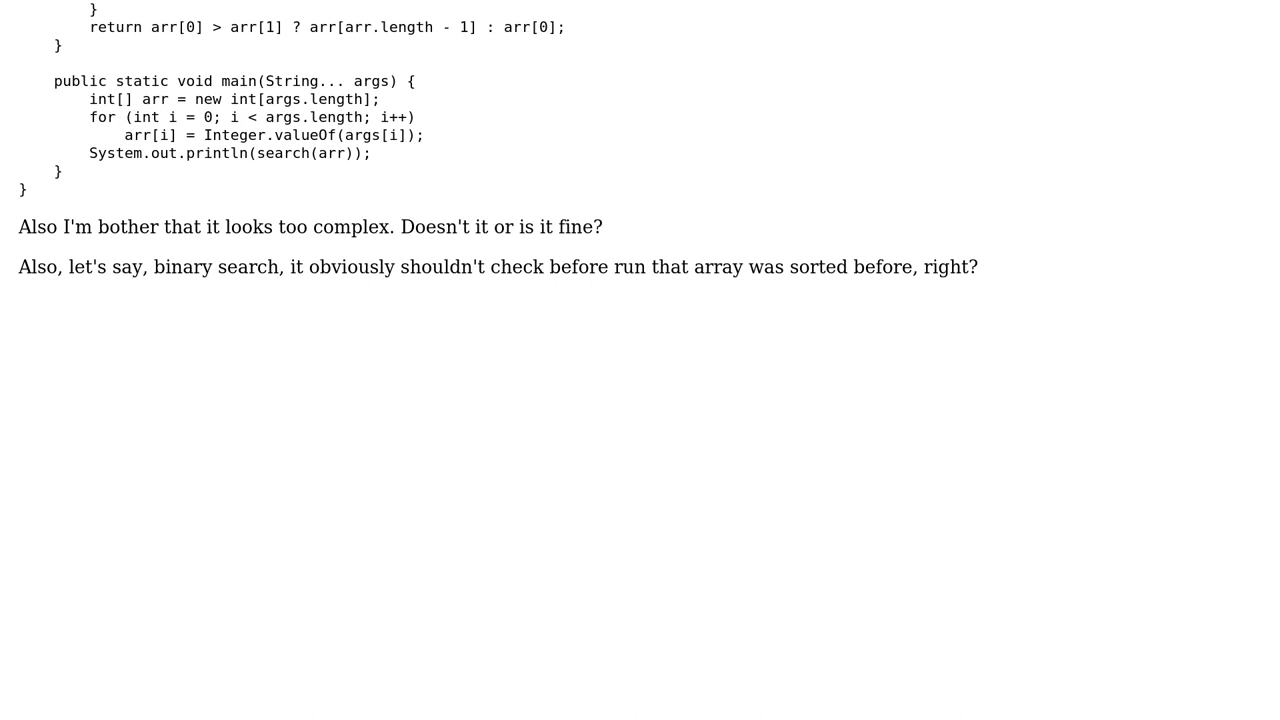 }
        return arr[0] > arr[1] ? arr[arr.length - 1] : arr[0];
    }

    public static void main(String... args) {
        int[] arr = new int[args.length];
        for (int i = 0; i < args.length; i++)
            arr[i] = Integer.valueOf(args[i]);
        System.out.println(search(arr));
    }
}
Also I'm bother that it looks too complex. Doesn't it or is it fine?
Also, let's say, binary search, it obviously shouldn't check before run that array was sorted before, right?